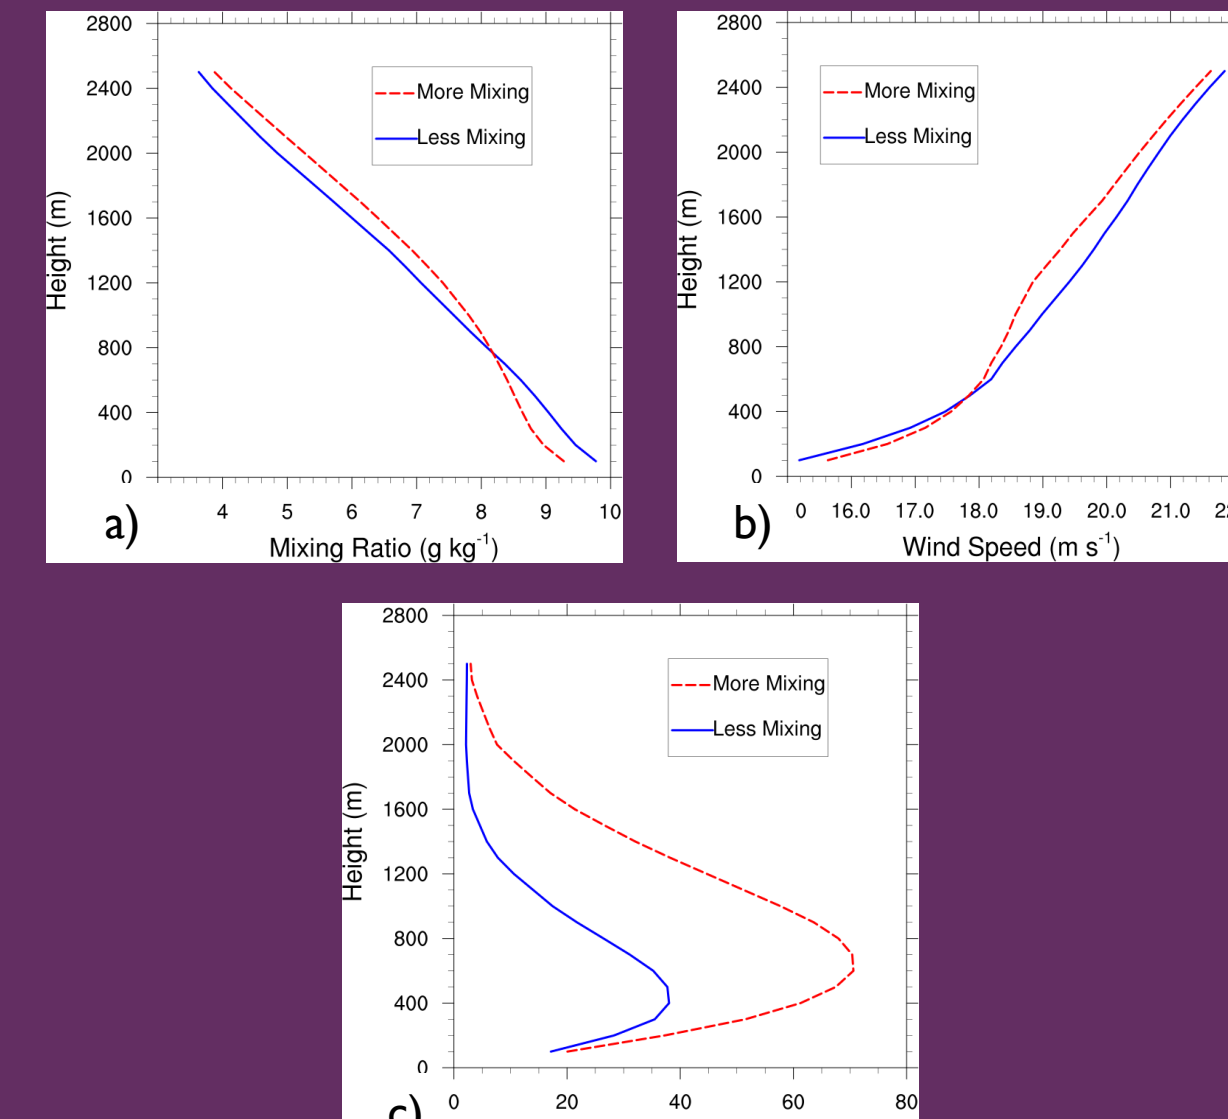 2800
2400
2000
1600
1200
800
400
0
Height (m)
More Mixing
Less Mixing
4 5 6 7 8 9 10
a)
Mixing Ratio (g kg⁻¹)
2800
2400
2000
1600
1200
800
400
0
Height (m)
More Mixing
Less Mixing
0 16.0 17.0 18.0 19.0 20.0 21.0
b)
Wind Speed (m s⁻¹)
2800
2400
2000
1600
1200
800
400
0
Height (m)
More Mixing
Less Mixing
0 20 40 60 80
c)